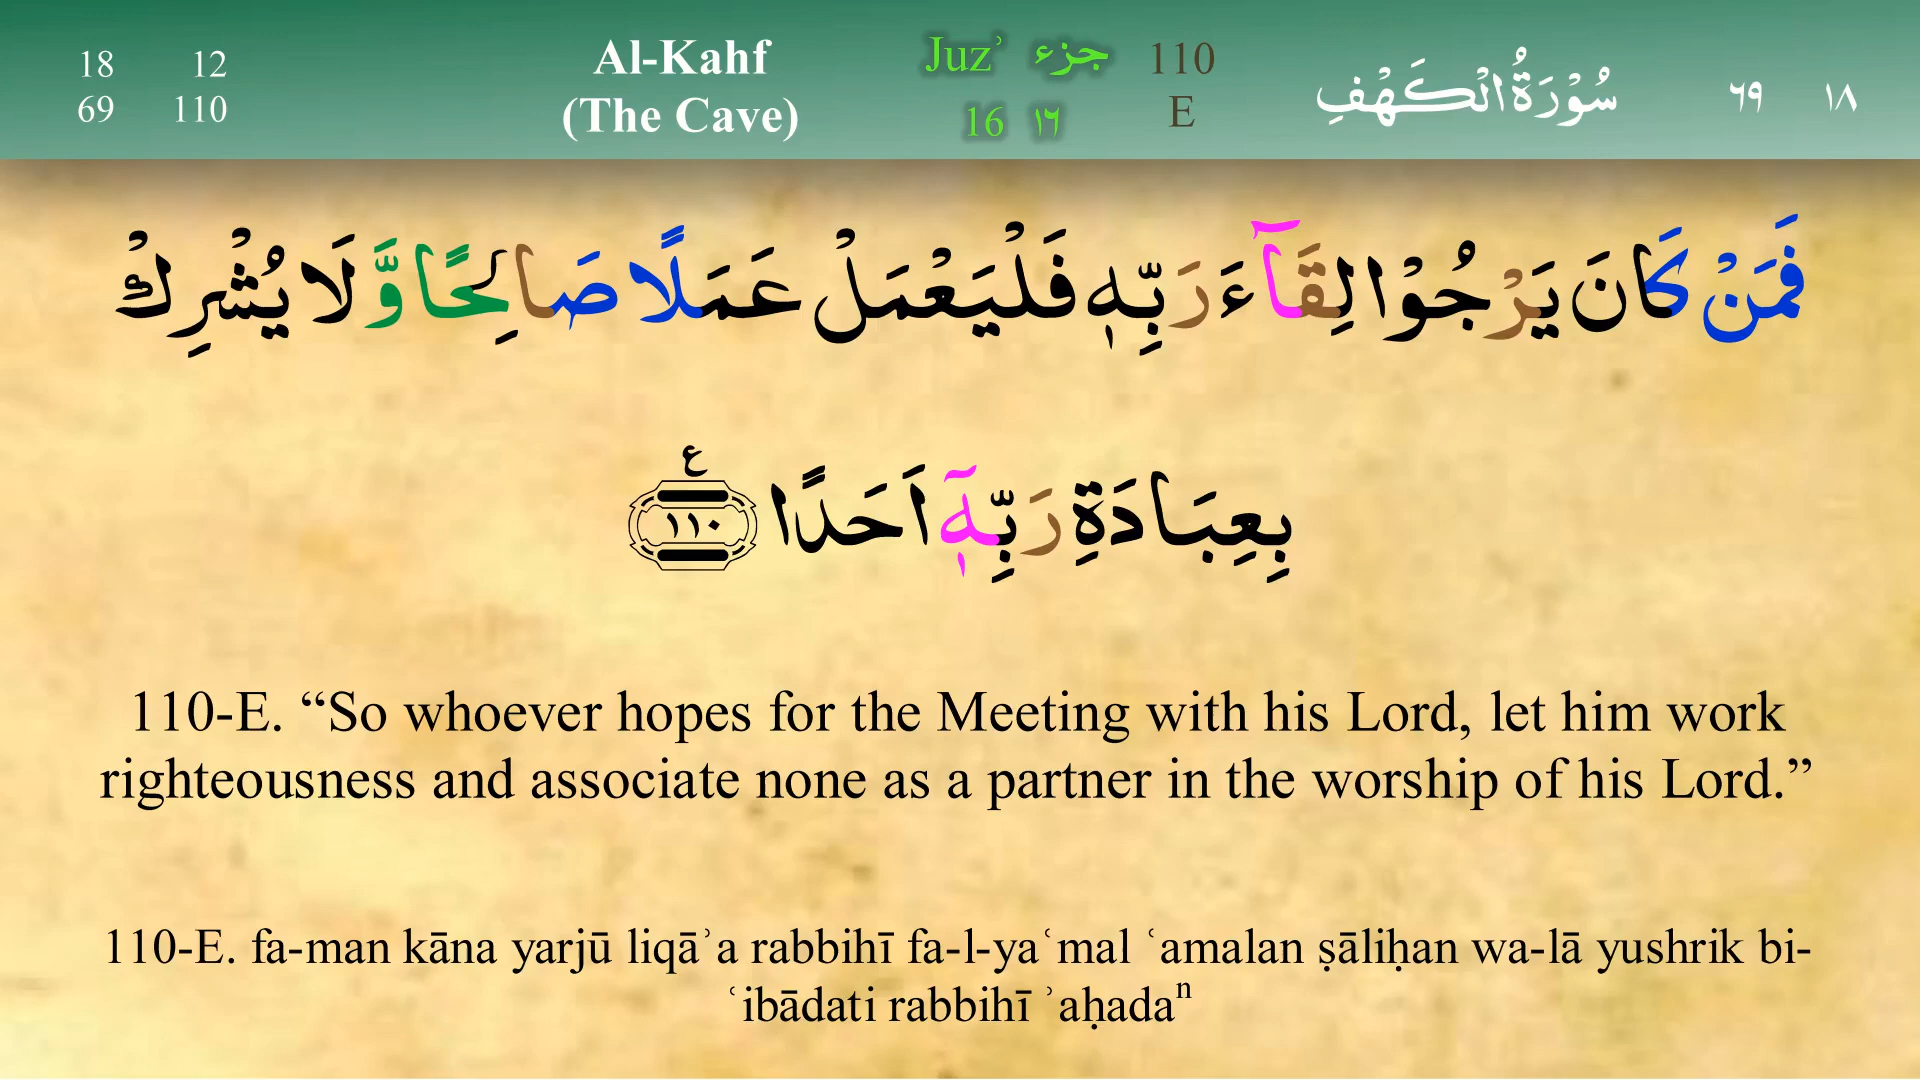 18 12
69 110
Al-Kahf
(The Cave)
Juzʾ جزء
16 ١٦
110
E
سُوْرَةُ الْكَهْفِ
٦٩ ١٨
فَمَنْ كَانَ يَرْجُوْا لِقَآءَ رَبِّهٖ فَلْيَعْمَلْ عَمَلًا صَالِحًا وَّلَا يُشْرِكْ
بِعِبَادَةِ رَبِّهٖٓ اَحَدًا ١١٠ ع
110-E. “So whoever hopes for the Meeting with his Lord, let him work
righteousness and associate none as a partner in the worship of his Lord.”
110-E. fa-man kāna yarjū liqāʾa rabbihī fa-l-yaʿmal ʿamalan ṣāliḥan wa-lā yushrik bi-
ʿibādati rabbihī ʾaḥadaⁿ